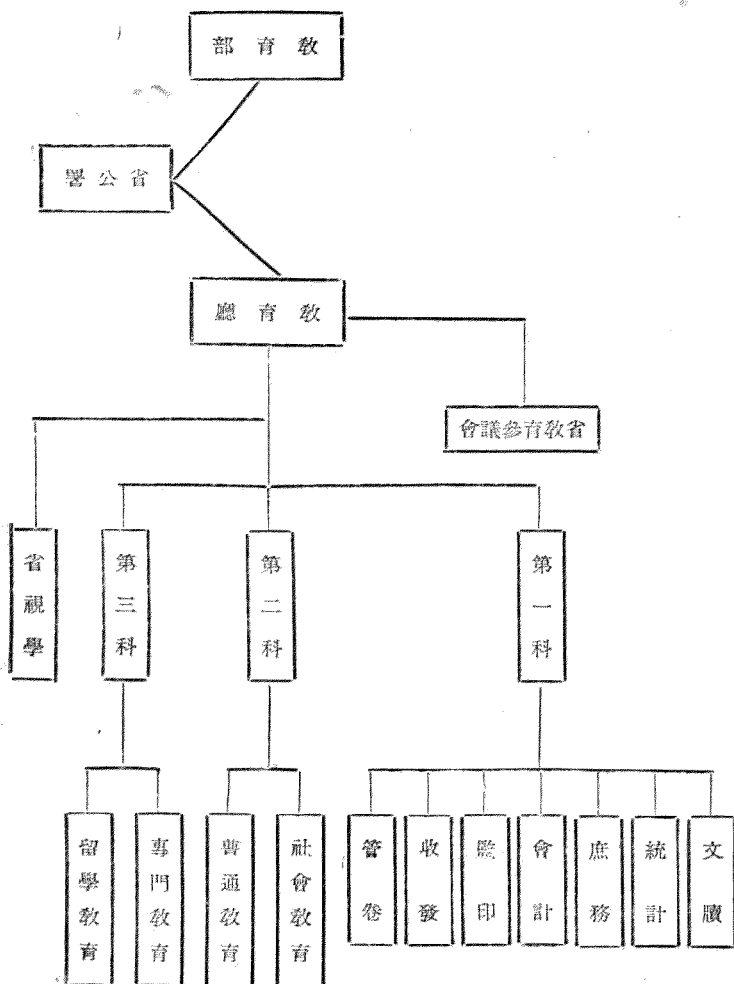 教育部
省公署
教育廳
省教育參議會
第一科
第二科
第三科
省視學
文牘
統計
庶務
會計
監印
收發
管卷
社會教育
普通教育
專門教育
留學教育